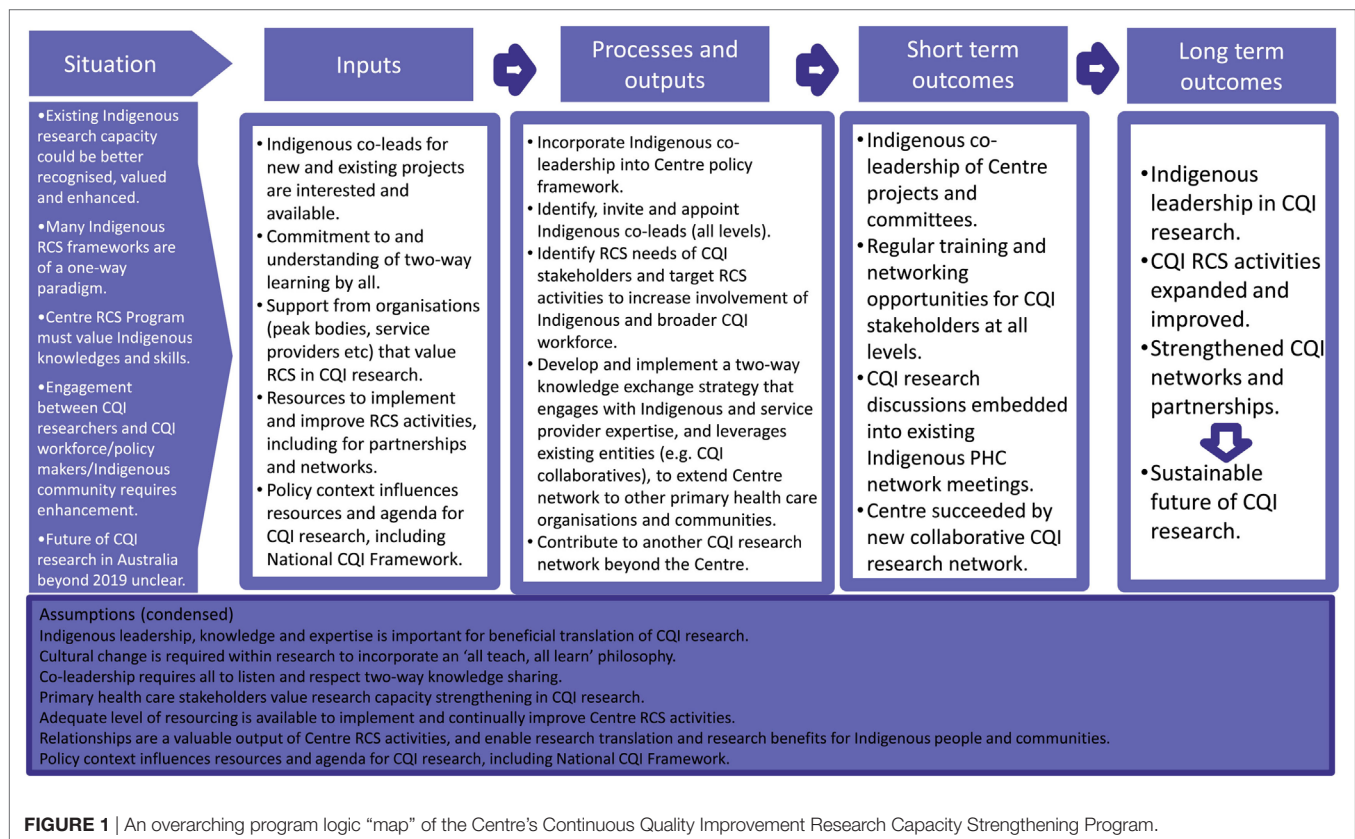 Situation
•Existing Indigenous
research capacity
could be better
recognised, valued
and enhanced.
•Many Indigenous
RCS frameworks are
of a one-way
paradigm.
•Centre RCS Program
must value Indigenous
knowledges and skills.
•Engagement
between CQI
researchers and CQI
workforce/policy
makers/Indigenous
community requires
enhancement.
•Future of CQI
research in Australia
beyond 2019 unclear.
Inputs
• Indigenous co-leads for
new and existing projects
are interested and
available.
• Commitment to and
understanding of two-way
learning by all.
• Support from organisations
(peak bodies, service
providers etc) that value
RCS in CQI research.
• Resources to implement
and improve RCS activities,
including for partnerships
and networks.
• Policy context influences
resources and agenda for
CQI research, including
National CQI Framework.
Processes and
outputs
• Incorporate Indigenous co-
leadership into Centre policy
framework.
• Identify, invite and appoint
Indigenous co-leads (all levels).
• Identify RCS needs of CQI
stakeholders and target RCS
activities to increase involvement of
Indigenous and broader CQI
workforce.
• Develop and implement a two-way
knowledge exchange strategy that
engages with Indigenous and service
provider expertise, and leverages
existing entities (e.g. CQI
collaboratives), to extend Centre
network to other primary health care
organisations and communities.
• Contribute to another CQI research
network beyond the Centre.
Short term
outcomes
• Indigenous co-
leadership of Centre
projects and
committees.
• Regular training and
networking
opportunities for CQI
stakeholders at all
levels.
• CQI research
discussions embedded
into existing
Indigenous PHC
network meetings.
• Centre succeeded by
new collaborative CQI
research network.
Long term
outcomes
•Indigenous
leadership in CQI
research.
•CQI RCS activities
expanded and
improved.
•Strengthened CQI
networks and
partnerships.
•Sustainable
future of CQI
research.
Assumptions (condensed)
Indigenous leadership, knowledge and expertise is important for beneficial translation of CQI research.
Cultural change is required within research to incorporate an ‘all teach, all learn’ philosophy.
Co-leadership requires all to listen and respect two-way knowledge sharing.
Primary health care stakeholders value research capacity strengthening in CQI research.
Adequate level of resourcing is available to implement and continually improve Centre RCS activities.
Relationships are a valuable output of Centre RCS activities, and enable research translation and research benefits for Indigenous people and communities.
Policy context influences resources and agenda for CQI research, including National CQI Framework.
FIGURE 1 | An overarching program logic “map” of the Centre’s Continuous Quality Improvement Research Capacity Strengthening Program.